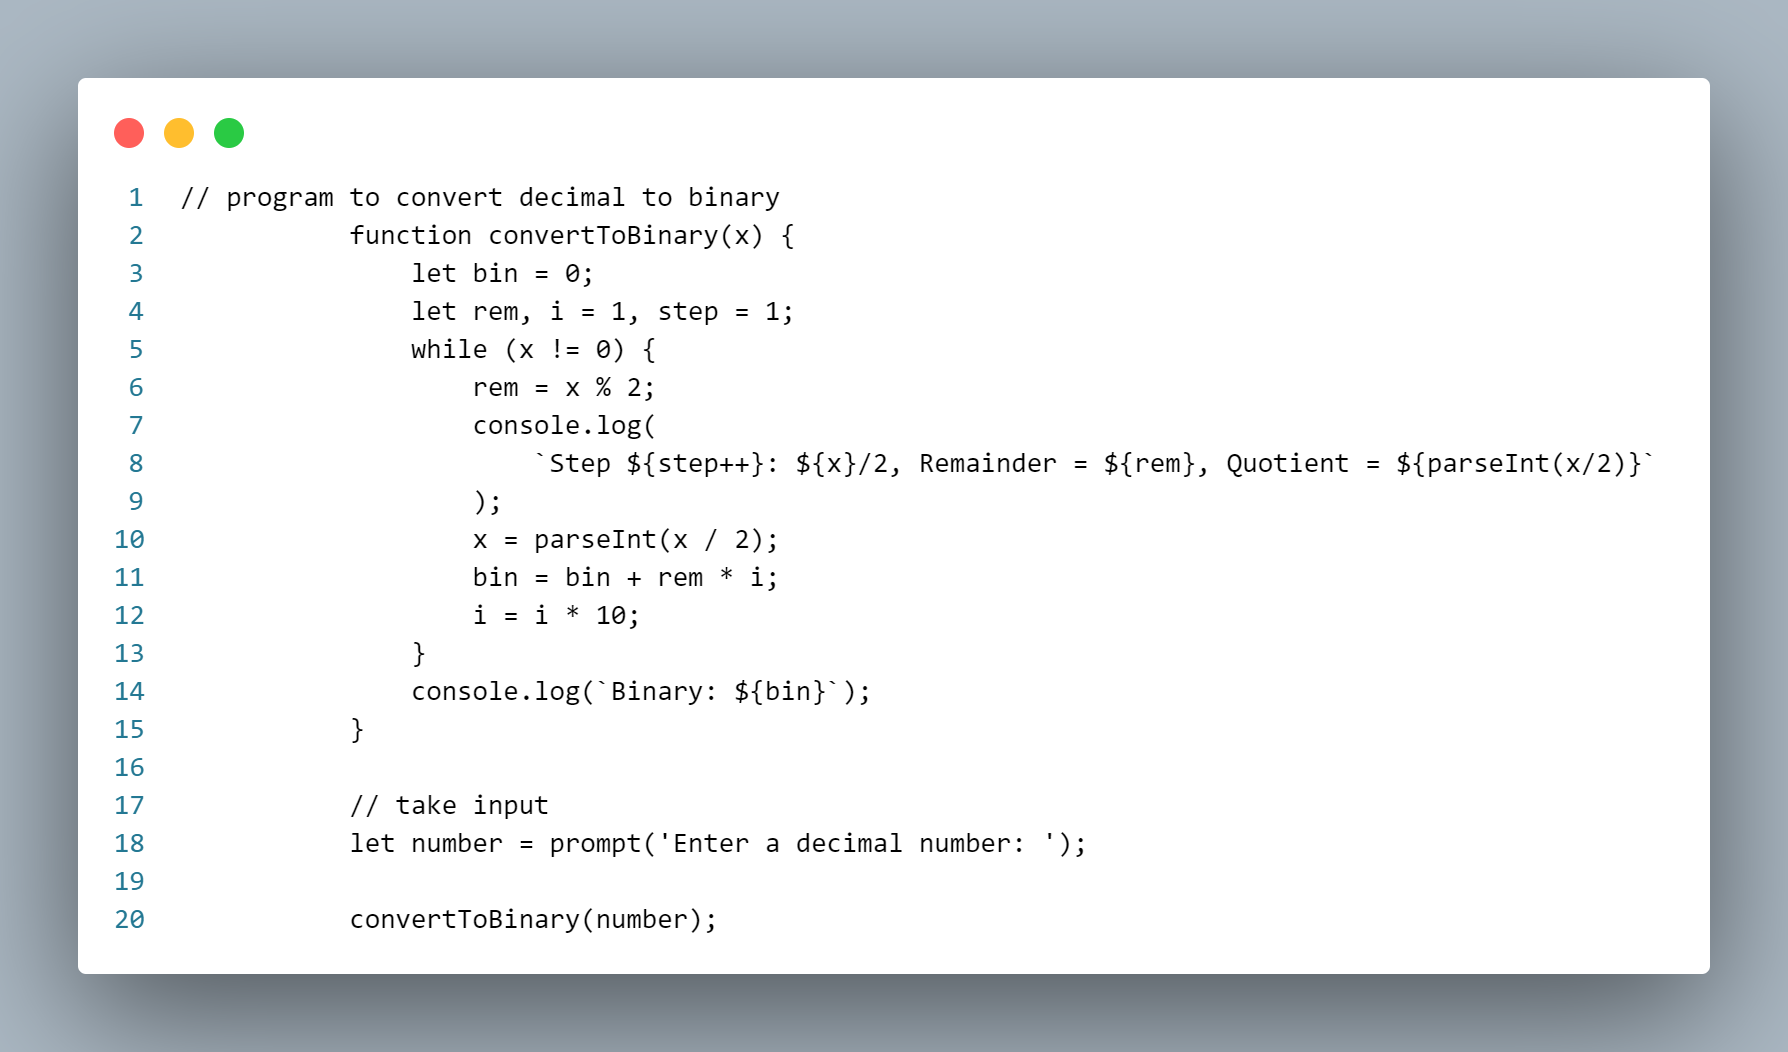 1 // program to convert decimal to binary
2 function convertToBinary(x) {
3 let bin = 0;
4 let rem, i = 1, step = 1;
5 while (x != 0) {
6 rem = x % 2;
7 console.log(
8 `Step ${step++}: ${x}/2, Remainder = ${rem}, Quotient = ${parseInt(x/2)}`
9 );
10 x = parseInt(x / 2);
11 bin = bin + rem * i;
12 i = i * 10;
13 }
14 console.log(`Binary: ${bin}`);
15 }
16
17 // take input
18 let number = prompt('Enter a decimal number: ');
19
20 convertToBinary(number);